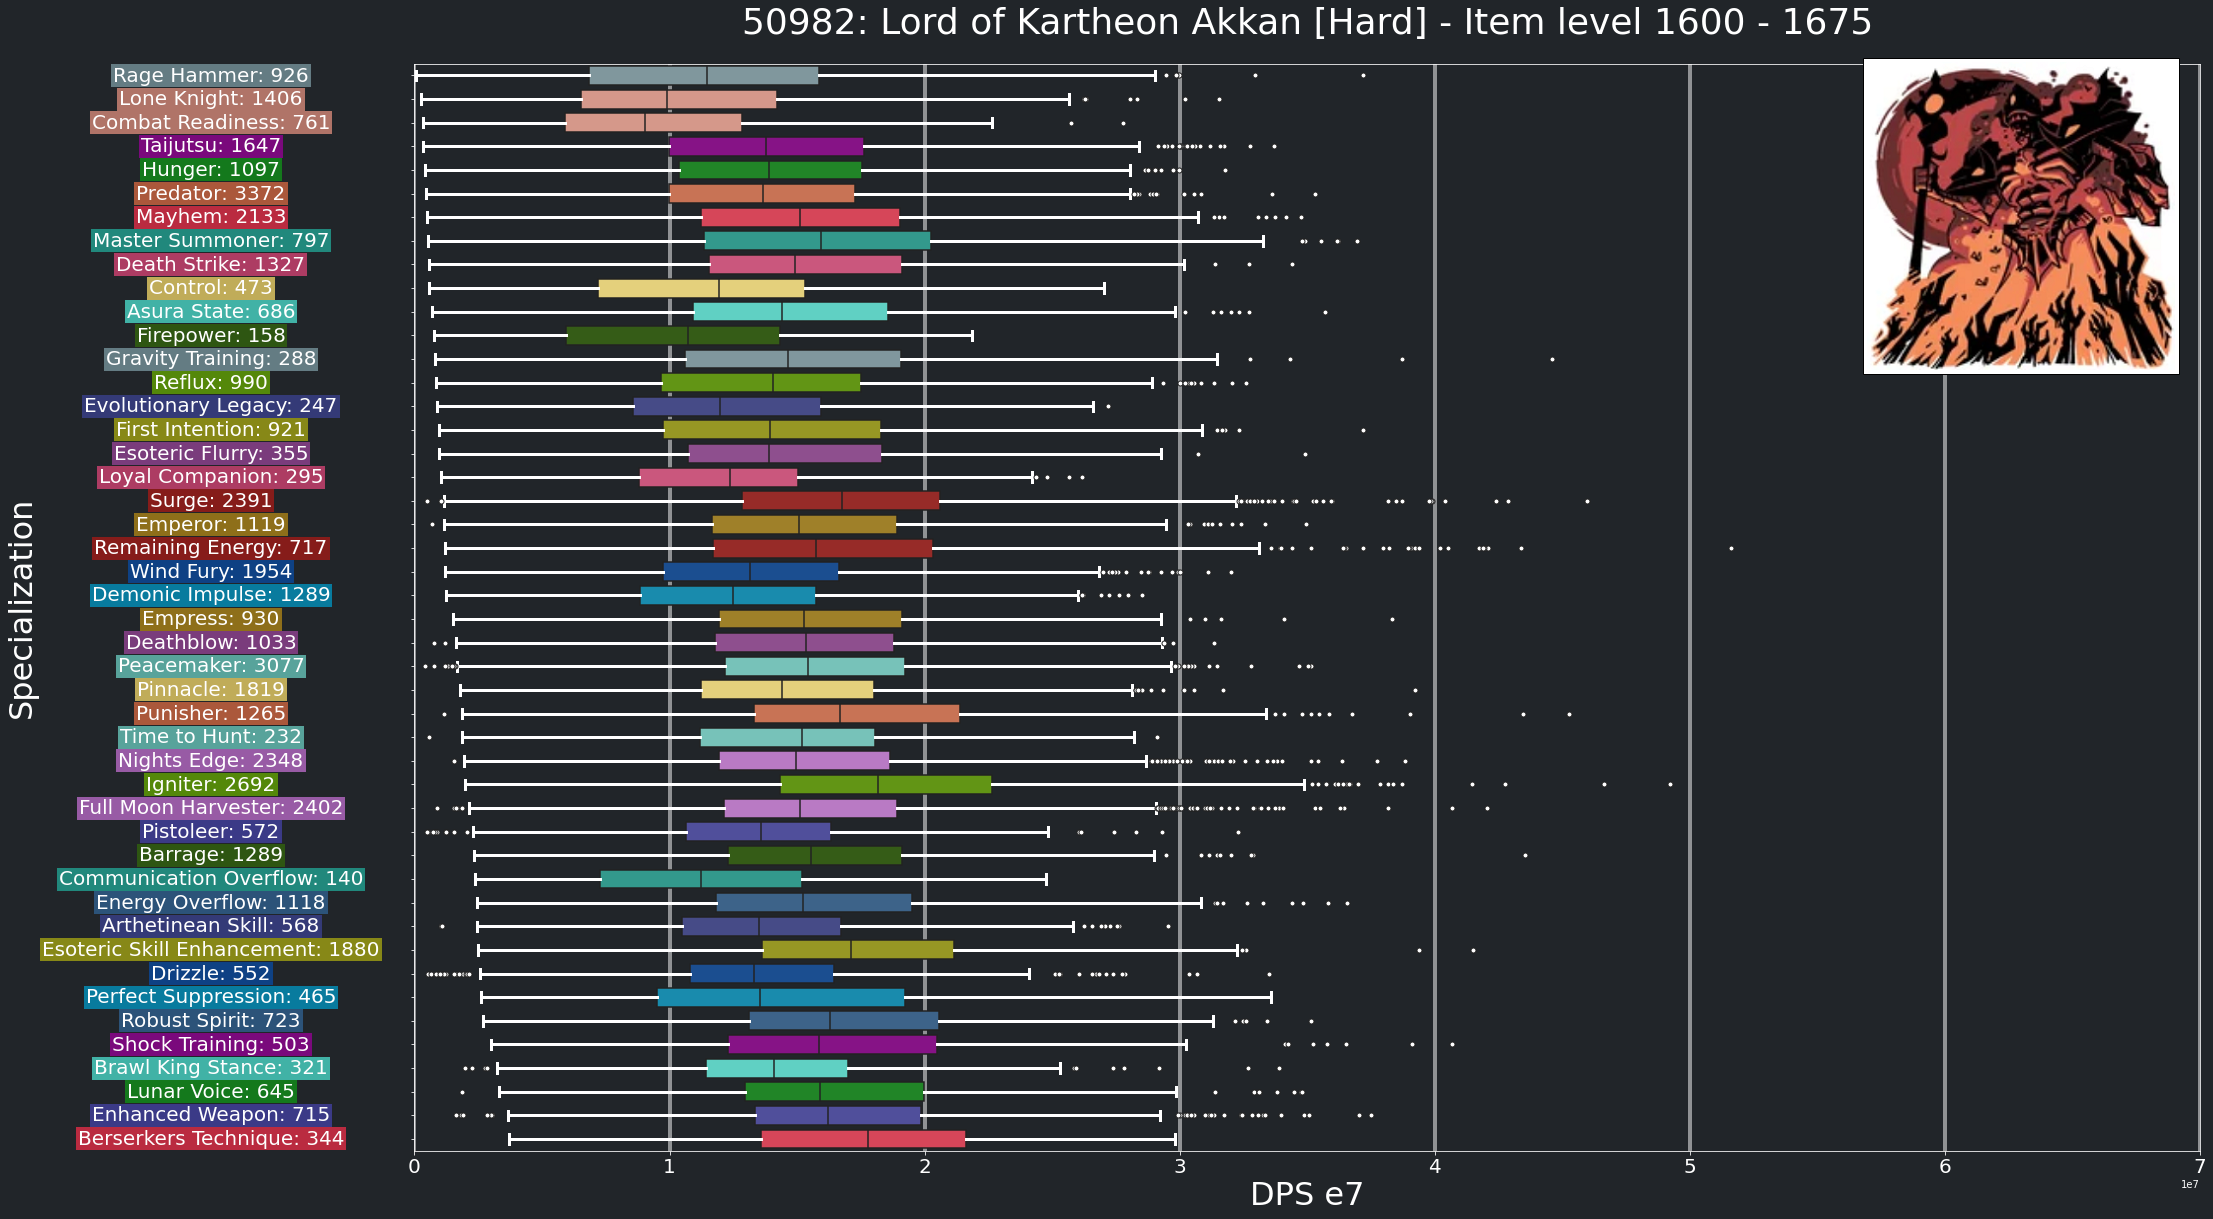 50982: Lord of Kartheon Akkan [Hard] - Item level 1600 - 1675
Specialization
Rage Hammer: 926
Lone Knight: 1406
Combat Readiness: 761
Taijutsu: 1647
Hunger: 1097
Predator: 3372
Mayhem: 2133
Master Summoner: 797
Death Strike: 1327
Control: 473
Asura State: 686
Firepower: 158
Gravity Training: 288
Reflux: 990
Evolutionary Legacy: 247
First Intention: 921
Esoteric Flurry: 355
Loyal Companion: 295
Surge: 2391
Emperor: 1119
Remaining Energy: 717
Wind Fury: 1954
Demonic Impulse: 1289
Empress: 930
Deathblow: 1033
Peacemaker: 3077
Pinnacle: 1819
Punisher: 1265
Time to Hunt: 232
Nights Edge: 2348
Igniter: 2692
Full Moon Harvester: 2402
Pistoleer: 572
Barrage: 1289
Communication Overflow: 140
Energy Overflow: 1118
Arthetinean Skill: 568
Esoteric Skill Enhancement: 1880
Drizzle: 552
Perfect Suppression: 465
Robust Spirit: 723
Shock Training: 503
Brawl King Stance: 321
Lunar Voice: 645
Enhanced Weapon: 715
Berserkers Technique: 344
0 1 2 3 4 5 6 7
1e7
DPS e7